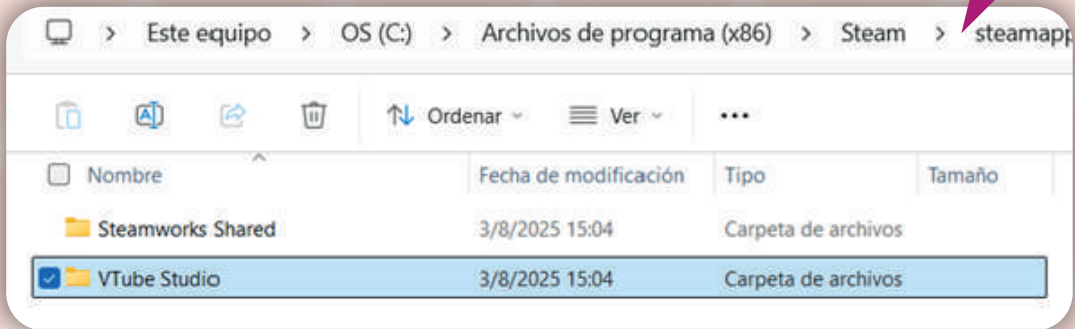 Este equipo > OS (C:) > Archivos de programa (x86) > Steam > steamapp
Ordenar Ver ...
Nombre Fecha de modificación Tipo Tamaño
Steamworks Shared 3/8/2025 15:04 Carpeta de archivos
VTube Studio 3/8/2025 15:04 Carpeta de archivos